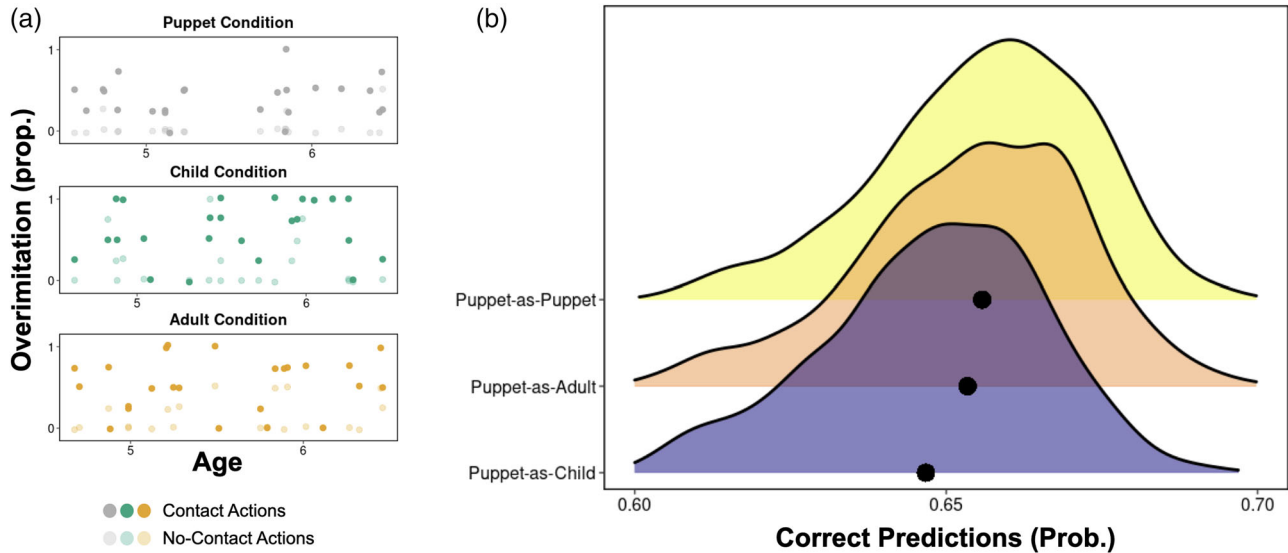 (a)
Puppet Condition
1
0
5
6
Child Condition
1
0
5
6
Adult Condition
1
0
5
6
Overimitation (prop.)
Age
Contact Actions
No-Contact Actions
(b)
Puppet-as-Puppet
Puppet-as-Adult
Puppet-as-Child
0.60
0.65
0.70
Correct Predictions (Prob.)